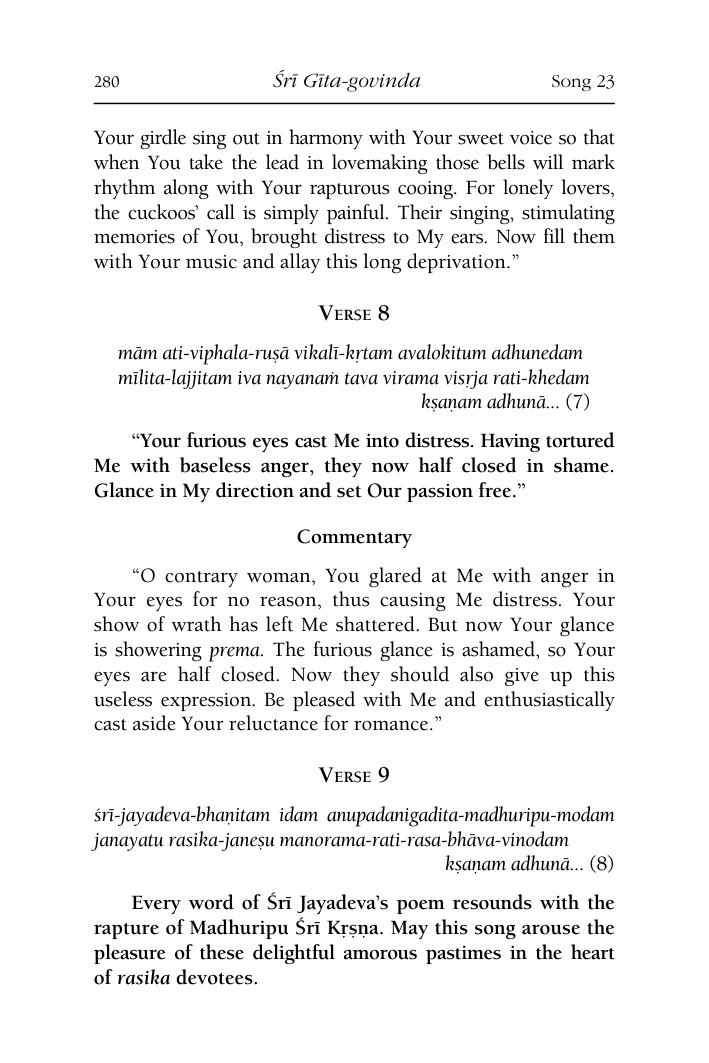 280 Śrī Gīta-govinda Song 23
Your girdle sing out in harmony with Your sweet voice so that
when You take the lead in lovemaking those bells will mark
rhythm along with Your rapturous cooing. For lonely lovers,
the cuckoos’ call is simply painful. Their singing, stimulating
memories of You, brought distress to My ears. Now fill them
with Your music and allay this long deprivation.”
Verse 8
mām ati-viphala-ruṣā vikalī-kṛtam avalokitum adhunedam
mīlita-lajjitam iva nayanaṁ tava virama visṛja rati-khedam
kṣaṇam adhunā... (7)
“Your furious eyes cast Me into distress. Having tortured
Me with baseless anger, they now half closed in shame.
Glance in My direction and set Our passion free.”
Commentary
“O contrary woman, You glared at Me with anger in
Your eyes for no reason, thus causing Me distress. Your
show of wrath has left Me shattered. But now Your glance
is showering prema. The furious glance is ashamed, so Your
eyes are half closed. Now they should also give up this
useless expression. Be pleased with Me and enthusiastically
cast aside Your reluctance for romance.”
Verse 9
śrī-jayadeva-bhaṇitam idam anupadanigadita-madhuripu-modam
janayatu rasika-janeṣu manorama-rati-rasa-bhāva-vinodam
kṣaṇam adhunā... (8)
Every word of Śrī Jayadeva’s poem resounds with the
rapture of Madhuripu Śrī Kṛṣṇa. May this song arouse the
pleasure of these delightful amorous pastimes in the heart
of rasika devotees.